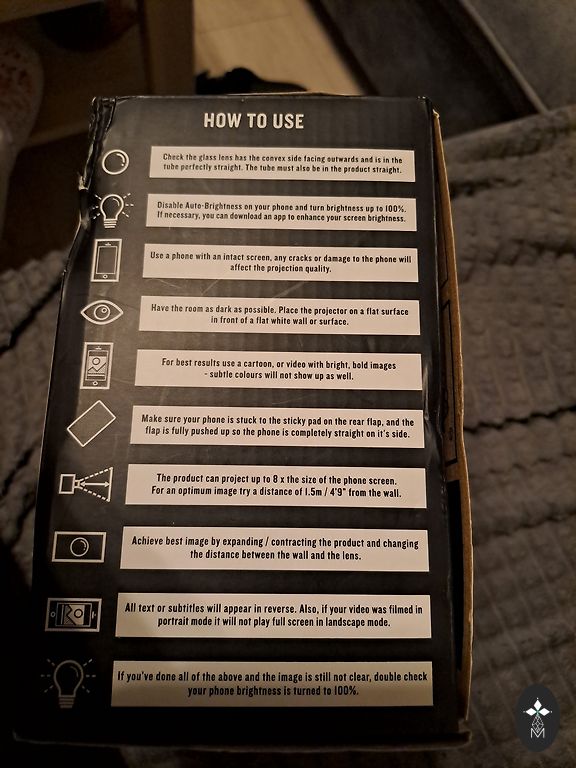 HOW TO USE
Check the glass lens has the convex side facing outwards and is in the
tube perfectly straight. The tube must also be in the product straight.
Disable Auto-Brightness on your phone and turn brightness up to 100%.
If necessary, you can download an app to enhance your screen brightness.
Use a phone with an intact screen, any cracks or damage to the phone will
affect the projection quality.
Have the room as dark as possible. Place the projector on a flat surface
in front of a flat white wall or surface.
For best results use a cartoon, or video with bright, bold images
- subtle colours will not show up as well.
Make sure your phone is stuck to the sticky pad on the rear flap, and the
flap is fully pushed up so the phone is completely straight on it's side.
The product can project up to 8 x the size of the phone screen.
For an optimum image try a distance of 1.5m / 4'9" from the wall.
Achieve best image by expanding / contracting the product and changing
the distance between the wall and the lens.
All text or subtitles will appear in reverse. Also, if your video was filmed in
portrait mode it will not play full screen in landscape mode.
If you've done all of the above and the image is still not clear, double check
your phone brightness is turned to 100%.
M